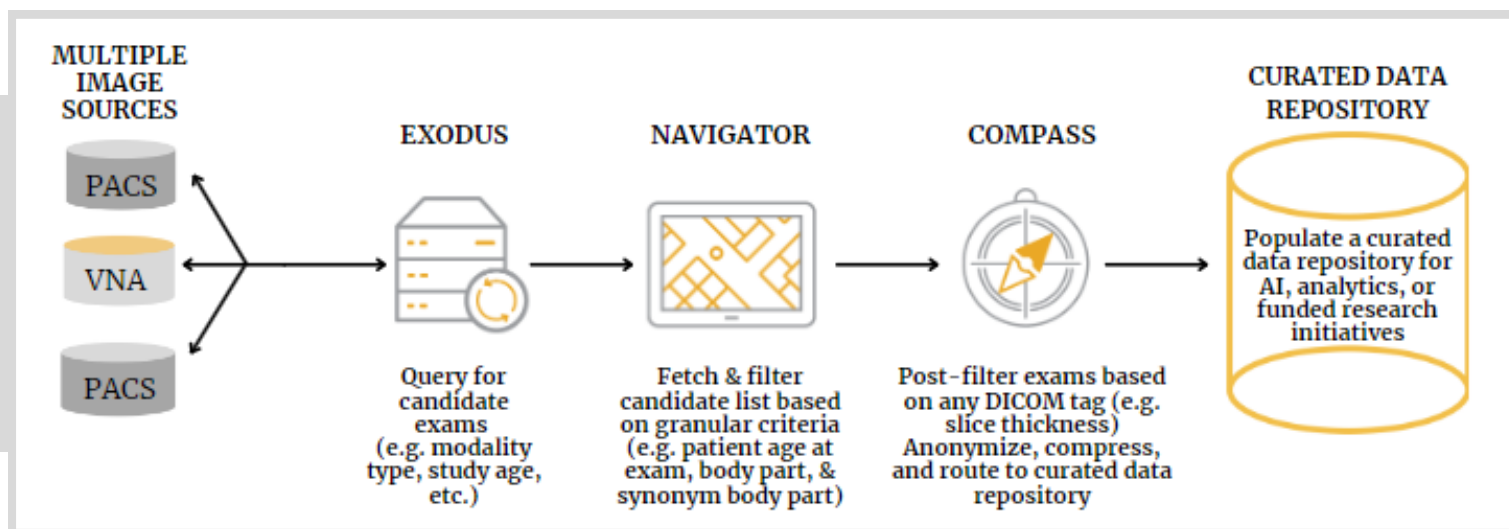 MULTIPLE
IMAGE
SOURCES
PACS
VNA
PACS
EXODUS
Query for
candidate
exams
(e.g. modality
type, study age,
etc.)
NAVIGATOR
Fetch & filter
candidate list based
on granular criteria
(e.g. patient age at
exam, body part, &
synonym body part)
COMPASS
Post-filter exams based
on any DICOM tag (e.g.
slice thickness)
Anonymize, compress,
and route to curated data
repository
CURATED DATA
REPOSITORY
Populate a curated
data repository for
AI, analytics, or
funded research
initiatives